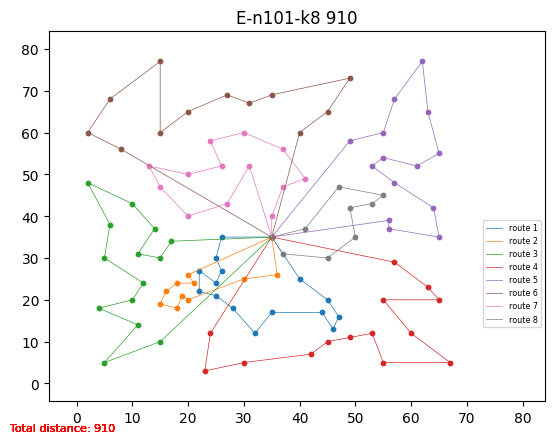 E-n101-k8 910
80
70
60
50
40
30
20
10
0
route 1
route 2
route 3
route 4
route 5
route 6
route 7
route 8
0 10 20 30 40 50 60 70 80
Total distance: 910